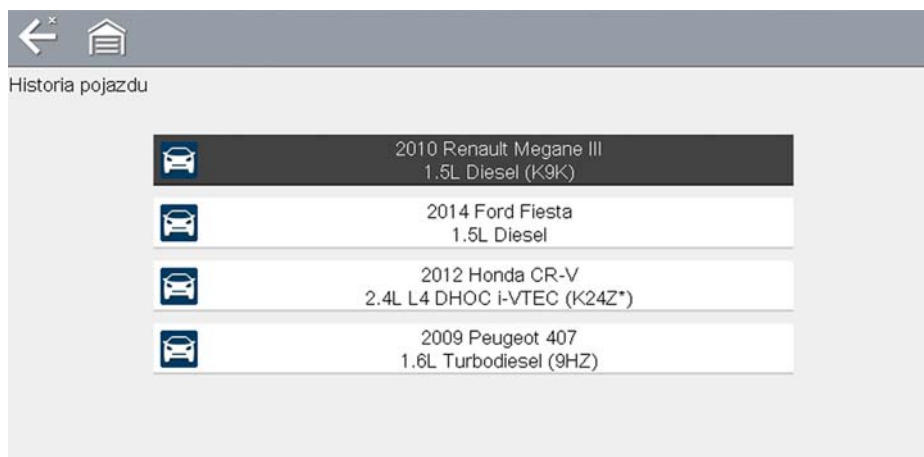 Historia pojazdu
2010 Renault Megane III
1.5L Diesel (K9K)
2014 Ford Fiesta
1.5L Diesel
2012 Honda CR-V
2.4L L4 DHOC i-VTEC (K24Z*)
2009 Peugeot 407
1.6L Turbodiesel (9HZ)